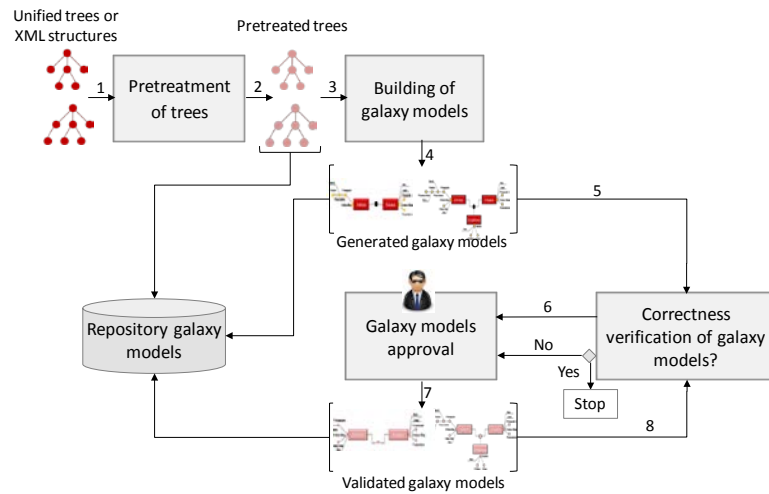 Unified trees or
XML structures
Pretreated trees
1
Pretreatment
of trees
2
3
Building of
galaxy models
4
5
Generated galaxy models
Repository galaxy
models
Galaxy models
approval
6
No
Yes
Stop
Correctness
verification of galaxy
models?
7
8
Validated galaxy models